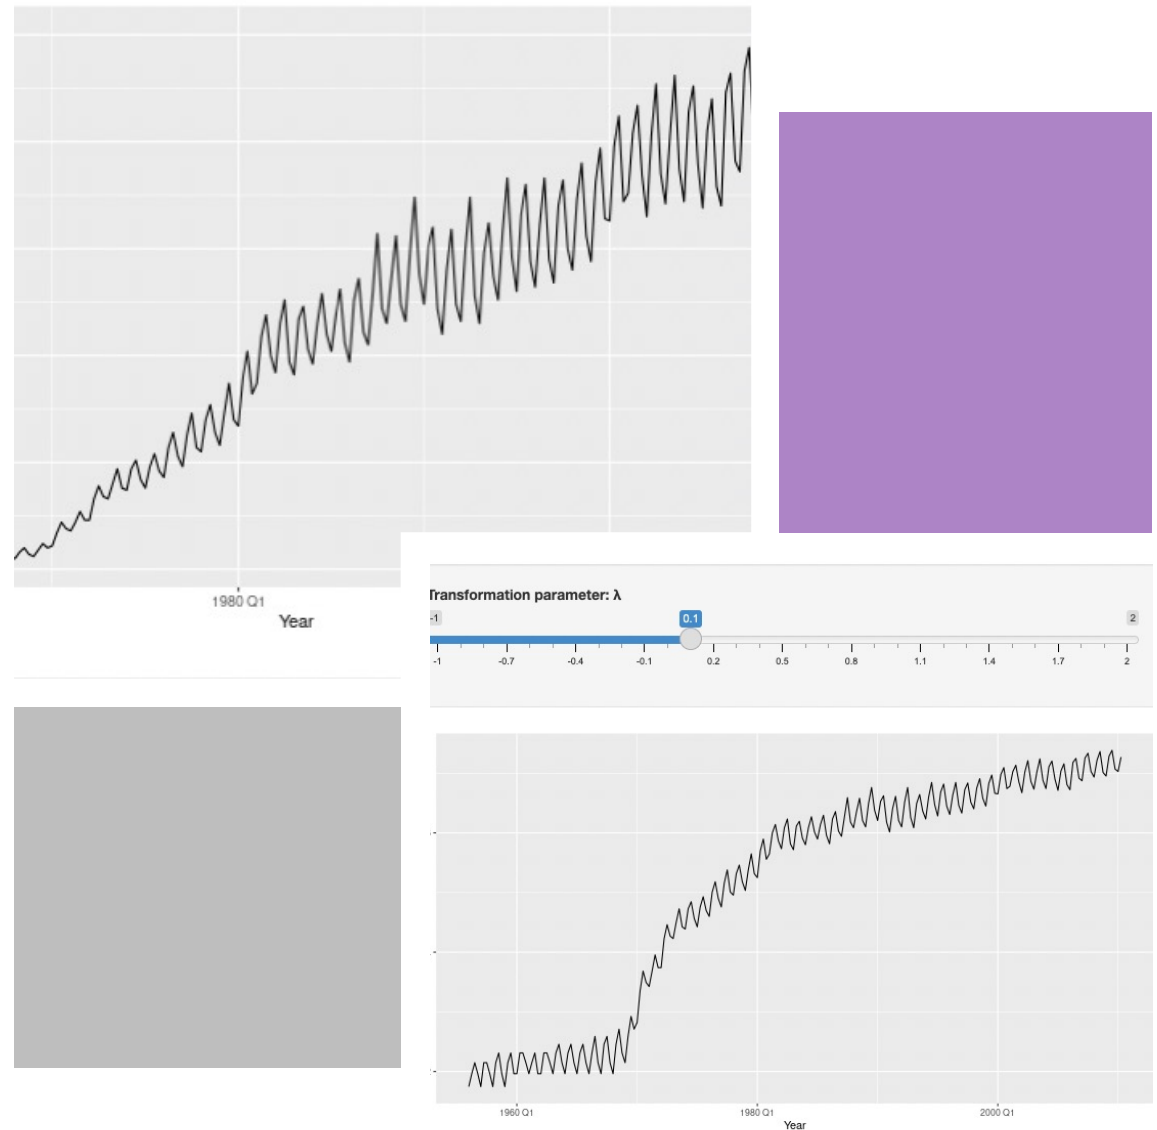 1980 Q1
Year
Transformation parameter: λ
-1 0.1 2
-1 -0.7 -0.4 -0.1 0.2 0.5 0.8 1.1 1.4 1.7 2
1960 Q1 1980 Q1 2000 Q1
Year